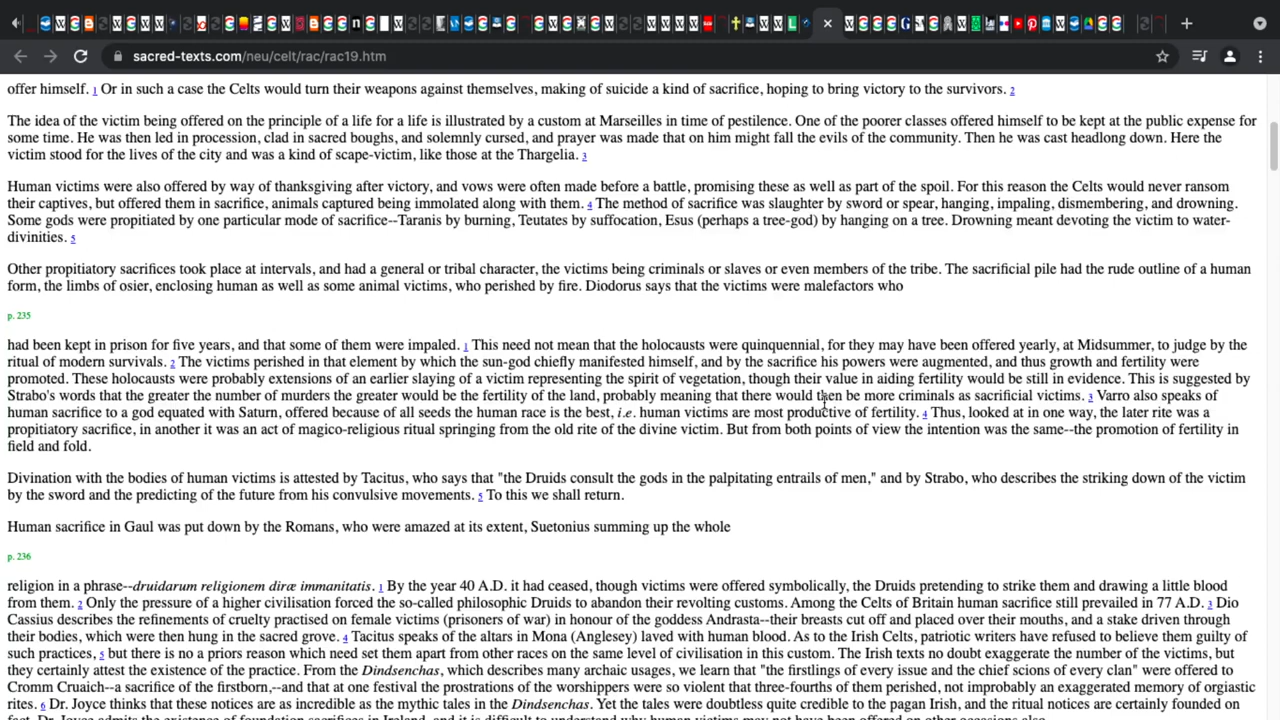 sacred-texts.com/neu/celt/rac/rac19.htm
offer himself. 1 Or in such a case the Celts would turn their weapons against themselves, making of suicide a kind of sacrifice, hoping to bring victory to the survivors. 2
The idea of the victim being offered on the principle of a life for a life is illustrated by a custom at Marseilles in time of pestilence. One of the poorer classes offered himself to be kept at the public expense for
some time. He was then led in procession, clad in sacred boughs, and solemnly cursed, and prayer was made that on him might fall the evils of the community. Then he was cast headlong down. Here the
victim stood for the lives of the city and was a kind of scape-victim, like those at the Thargelia. 3
Human victims were also offered by way of thanksgiving after victory, and vows were often made before a battle, promising these as well as part of the spoil. For this reason the Celts would never ransom
their captives, but offered them in sacrifice, animals captured being immolated along with them. 4 The method of sacrifice was slaughter by sword or spear, hanging, impaling, dismembering, and drowning.
Some gods were propitiated by one particular mode of sacrifice--Taranis by burning, Teutates by suffocation, Esus (perhaps a tree-god) by hanging on a tree. Drowning meant devoting the victim to water-
divinities. 5
Other propitiatory sacrifices took place at intervals, and had a general or tribal character, the victims being criminals or slaves or even members of the tribe. The sacrificial pile had the rude outline of a human
form, the limbs of osier, enclosing human as well as some animal victims, who perished by fire. Diodorus says that the victims were malefactors who
p. 235
had been kept in prison for five years, and that some of them were impaled. 1 This need not mean that the holocausts were quinquennial, for they may have been offered yearly, at Midsummer, to judge by the
ritual of modern survivals. 2 The victims perished in that element by which the sun-god chiefly manifested himself, and by the sacrifice his powers were augmented, and thus growth and fertility were
promoted. These holocausts were probably extensions of an earlier slaying of a victim representing the spirit of vegetation, though their value in aiding fertility would be still in evidence. This is suggested by
Strabo's words that the greater the number of murders the greater would be the fertility of the land, probably meaning that there would then be more criminals as sacrificial victims. 3 Varro also speaks of
human sacrifice to a god equated with Saturn, offered because of all seeds the human race is the best, i.e. human victims are most productive of fertility. 4 Thus, looked at in one way, the later rite was a
propitiatory sacrifice, in another it was an act of magico-religious ritual springing from the old rite of the divine victim. But from both points of view the intention was the same--the promotion of fertility in
field and fold.
Divination with the bodies of human victims is attested by Tacitus, who says that "the Druids consult the gods in the palpitating entrails of men," and by Strabo, who describes the striking down of the victim
by the sword and the predicting of the future from his convulsive movements. 5 To this we shall return.
Human sacrifice in Gaul was put down by the Romans, who were amazed at its extent, Suetonius summing up the whole
p. 236
religion in a phrase--druidarum religionem diræ immanitatis. 1 By the year 40 A.D. it had ceased, though victims were offered symbolically, the Druids pretending to strike them and drawing a little blood
from them. 2 Only the pressure of a higher civilisation forced the so-called philosophic Druids to abandon their revolting customs. Among the Celts of Britain human sacrifice still prevailed in 77 A.D. 3 Dio
Cassius describes the refinements of cruelty practised on female victims (prisoners of war) in honour of the goddess Andrasta--their breasts cut off and placed over their mouths, and a stake driven through
their bodies, which were then hung in the sacred grove. 4 Tacitus speaks of the altars in Mona (Anglesey) laved with human blood. As to the Irish Celts, patriotic writers have refused to believe them guilty of
such practices, 5 but there is no a priors reason which need set them apart from other races on the same level of civilisation in this custom. The Irish texts no doubt exaggerate the number of the victims, but
they certainly attest the existence of the practice. From the Dindsenchas, which describes many archaic usages, we learn that "the firstlings of every issue and the chief scions of every clan" were offered to
Cromm Cruaich--a sacrifice of the firstborn,--and that at one festival the prostrations of the worshippers were so violent that three-fourths of them perished, not improbably an exaggerated memory of orgiastic
rites. 6 Dr. Joyce thinks that these notices are as incredible as the mythic tales in the Dindsenchas. Yet the tales were doubtless quite credible to the pagan Irish, and the ritual notices are certainly founded on
fact. Dr. Joyce admits the existence of foundation sacrifices in Ireland, and it is difficult to understand why human victims may not have been offered on other occasions also.